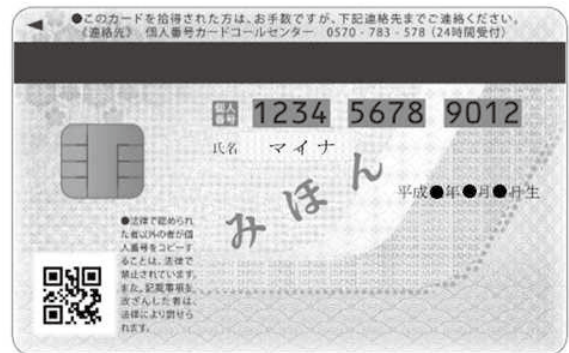 ●このカードを拾得された方は、お手数ですが、下記連絡先までご連絡ください。
《連絡先》 個人番号カードコールセンター 0570-783-578（24時間受付）
個人番号 1234 5678 9012
氏名 マイナ
平成●年●月●日生
みほん
●法律で認められ
た者以外の者が個
人番号をコピーす
ることは、法律で
禁止されています。
また、記載事項を
改ざんした者は、
法律により罰せら
れます。